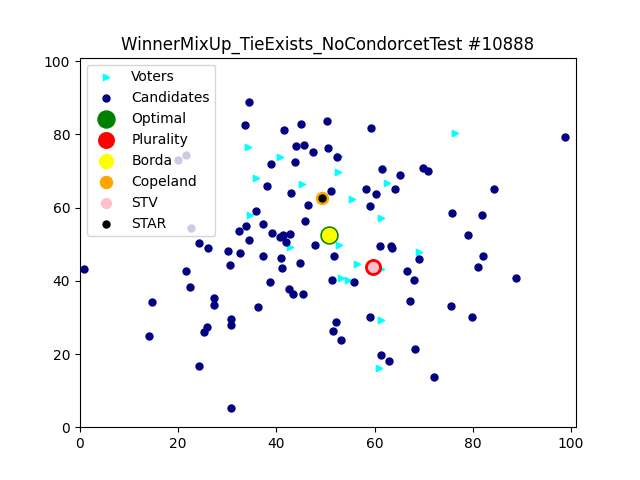 WinnerMixUp_TieExists_NoCondorcetTest #10888
100
80
60
40
20
0
Voters
Candidates
Optimal
Plurality
Borda
Copeland
STV
STAR
0 20 40 60 80 100